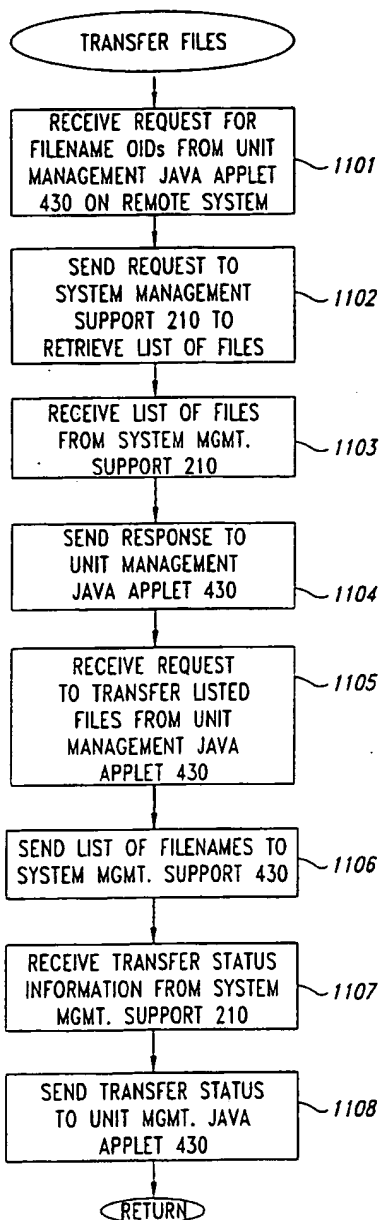 TRANSFER FILES
RECEIVE REQUEST FOR
FILENAME OIDs FROM UNIT
MANAGEMENT JAVA APPLET
430 ON REMOTE SYSTEM
1101
SEND REQUEST TO
SYSTEM MANAGEMENT
SUPPORT 210 TO
RETRIEVE LIST OF FILES
1102
RECEIVE LIST OF FILES
FROM SYSTEM MGMT.
SUPPORT 210
1103
SEND RESPONSE TO
UNIT MANAGEMENT
JAVA APPLET 430
1104
RECEIVE REQUEST
TO TRANSFER LISTED
FILES FROM UNIT
MANAGEMENT JAVA
APPLET 430
1105
SEND LIST OF FILENAMES TO
SYSTEM MGMT. SUPPORT 430
1106
RECEIVE TRANSFER STATUS
INFORMATION FROM SYSTEM
MGMT. SUPPORT 210
1107
SEND TRANSFER STATUS
TO UNIT MGMT. JAVA
APPLET 430
1108
RETURN